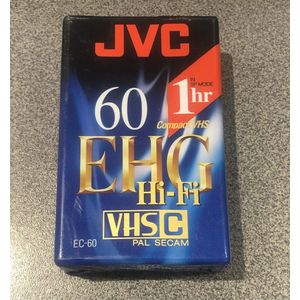 JVC
60
1hr
IN
SP MODE
Compact VHS
EHG
Hi-Fi
VHS C
PAL SECAM
EC-60